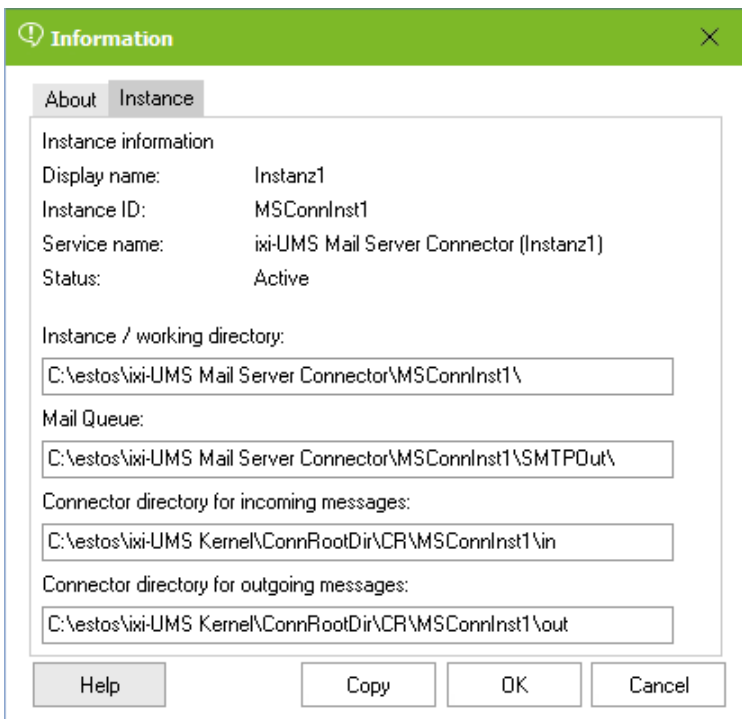 Information
About Instance
Instance information
Display name: Instanz1
Instance ID: MSConnInst1
Service name: ixi-UMS Mail Server Connector (Instanz1)
Status: Active
Instance / working directory:
C:\estos\ixi-UMS Mail Server Connector\MSConnInst1\
Mail Queue:
C:\estos\ixi-UMS Mail Server Connector\MSConnInst1\SMTPOut\
Connector directory for incoming messages:
C:\estos\ixi-UMS Kernel\ConnRootDir\CR\MSConnInst1\in
Connector directory for outgoing messages:
C:\estos\ixi-UMS Kernel\ConnRootDir\CR\MSConnInst1\out
Help Copy OK Cancel